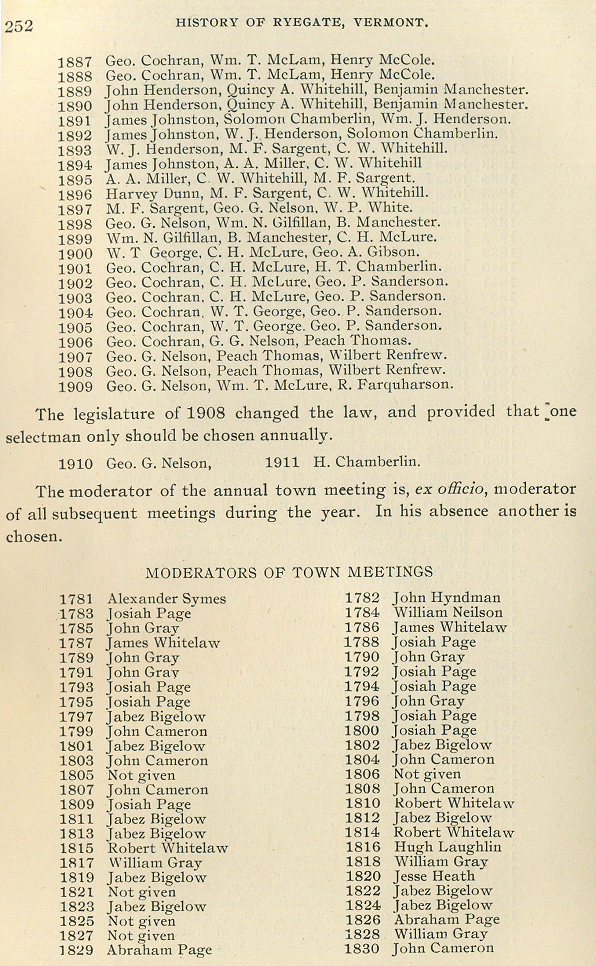 252
HISTORY OF RYEGATE, VERMONT.
1887 Geo. Cochran, Wm. T. McLam, Henry McCole.
1888 Geo. Cochran, Wm. T. McLam, Henry McCole.
1889 John Henderson, Quincy A. Whitehill, Benjamin Manchester.
1890 John Henderson, Quincy A. Whitehill, Benjamin Manchester.
1891 James Johnston, Solomon Chamberlin, Wm. J. Henderson.
1892 James Johnston, W. J. Henderson, Solomon Chamberlin.
1893 W. J. Henderson, M. F. Sargent, C. W. Whitehill.
1894 James Johnston, A. A. Miller, C. W. Whitehill
1895 A. A. Miller, C. W. Whitehill, M. F. Sargent.
1896 Harvey Dunn, M. F. Sargent, C. W. Whitehill.
1897 M. F. Sargent, Geo. G. Nelson, W. P. White.
1898 Geo. G. Nelson, Wm. N. Gilfillan, B. Manchester.
1899 Wm. N. Gilfillan, B. Manchester, C. H. McLure.
1900 W. T George, C. H. McLure, Geo. A. Gibson.
1901 Geo. Cochran, C. H. McLure, H. T. Chamberlin.
1902 Geo. Cochran, C. H. McLure, Geo. P. Sanderson.
1903 Geo. Cochran, C. H. McLure, Geo. P. Sanderson.
1904 Geo. Cochran, W. T. George, Geo. P. Sanderson.
1905 Geo. Cochran, W. T. George. Geo. P. Sanderson.
1906 Geo. Cochran, G. G. Nelson, Peach Thomas.
1907 Geo. G. Nelson, Peach Thomas, Wilbert Renfrew.
1908 Geo. G. Nelson, Peach Thomas, Wilbert Renfrew.
1909 Geo. G. Nelson, Wm. T. McLure, R. Farquharson.
The legislature of 1908 changed the law, and provided that one
selectman only should be chosen annually.
1910 Geo. G. Nelson, 1911 H. Chamberlin.
The moderator of the annual town meeting is, ex officio, moderator
of all subsequent meetings during the year. In his absence another is
chosen.
MODERATORS OF TOWN MEETINGS
1781 Alexander Symes 1782 John Hyndman
1783 Josiah Page 1784 William Neilson
1785 John Gray 1786 James Whitelaw
1787 James Whitelaw 1788 Josiah Page
1789 John Gray 1790 John Gray
1791 John Gray 1792 Josiah Page
1793 Josiah Page 1794 Josiah Page
1795 Josiah Page 1796 John Gray
1797 Jabez Bigelow 1798 Josiah Page
1799 John Cameron 1800 Josiah Page
1801 Jabez Bigelow 1802 Jabez Bigelow
1803 John Cameron 1804 John Cameron
1805 Not given 1806 Not given
1807 John Cameron 1808 John Cameron
1809 Josiah Page 1810 Robert Whitelaw
1811 Jabez Bigelow 1812 Jabez Bigelow
1813 Jabez Bigelow 1814 Robert Whitelaw
1815 Robert Whitelaw 1816 Hugh Laughlin
1817 William Gray 1818 William Gray
1819 Jabez Bigelow 1820 Jesse Heath
1821 Not given 1822 Jabez Bigelow
1823 Jabez Bigelow 1824 Jabez Bigelow
1825 Not given 1826 Abraham Page
1827 Not given 1828 William Gray
1829 Abraham Page 1830 John Cameron